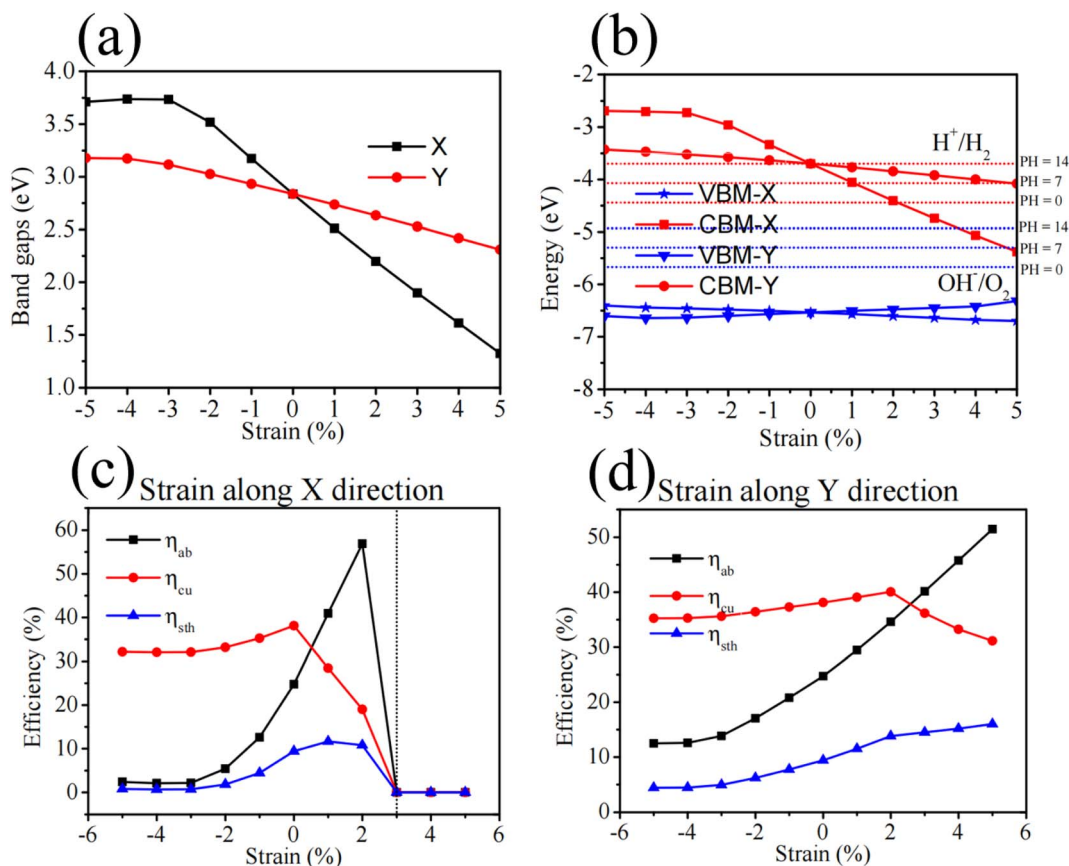 (a)
4.0
3.5
3.0
2.5
2.0
1.5
1.0
Band gaps (eV)
X
Y
-5 -4 -3 -2 -1 0 1 2 3 4 5
Strain (%)
(b)
-2
-3
-4
-5
-6
-7
-8
Energy (eV)
H⁺/H₂
PH = 14
PH = 7
PH = 0
PH = 14
PH = 7
PH = 0
OH⁻/O₂
VBM-X
CBM-X
VBM-Y
CBM-Y
-5 -4 -3 -2 -1 0 1 2 3 4 5
Strain (%)
(c)
Strain along X direction
60
50
40
30
20
10
0
Efficiency (%)
ηab
ηcu
ηsth
-6 -4 -2 0 2 4 6
Strain (%)
(d)
Strain along Y direction
50
40
30
20
10
0
Efficiency (%)
ηab
ηcu
ηsth
-6 -4 -2 0 2 4 6
Strain (%)